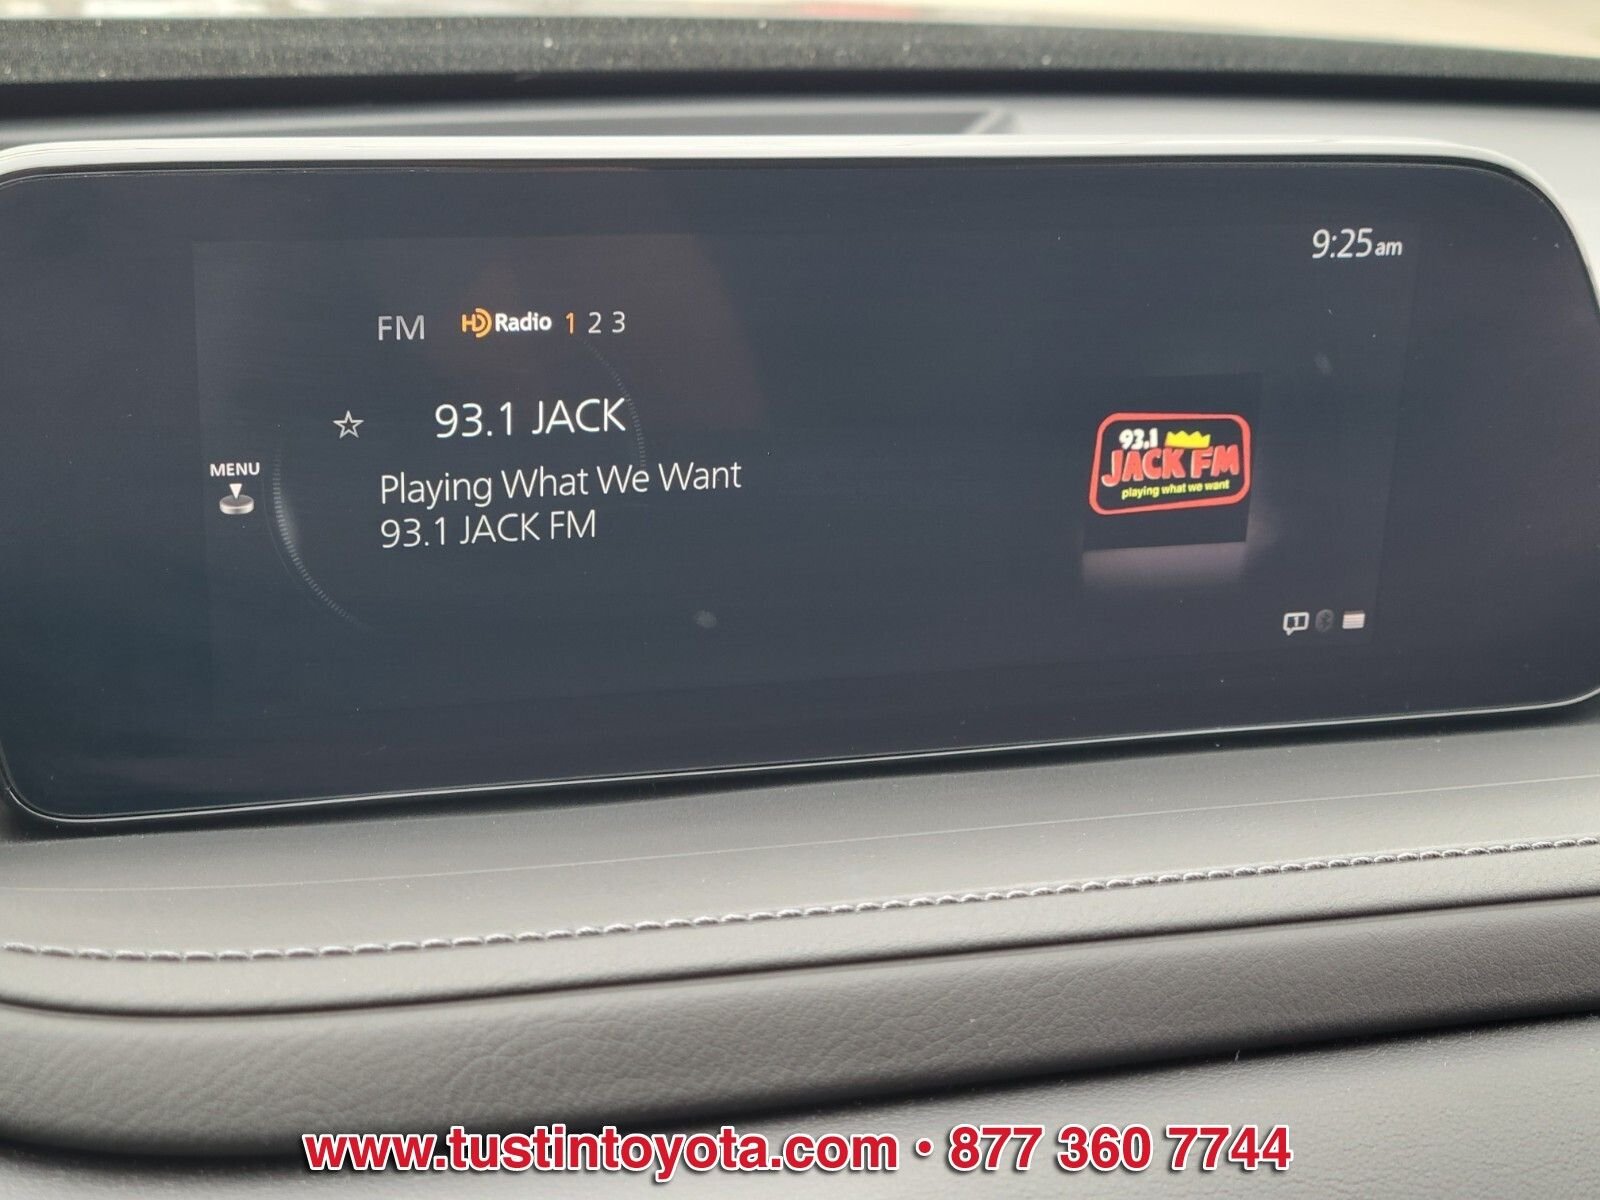 9:25am
FM HD Radio 1 2 3
93.1 JACK
MENU
Playing What We Want
93.1 JACK FM
93.1
JACK FM
playing what we want
www.tustintoyota.com • 877 360 7744